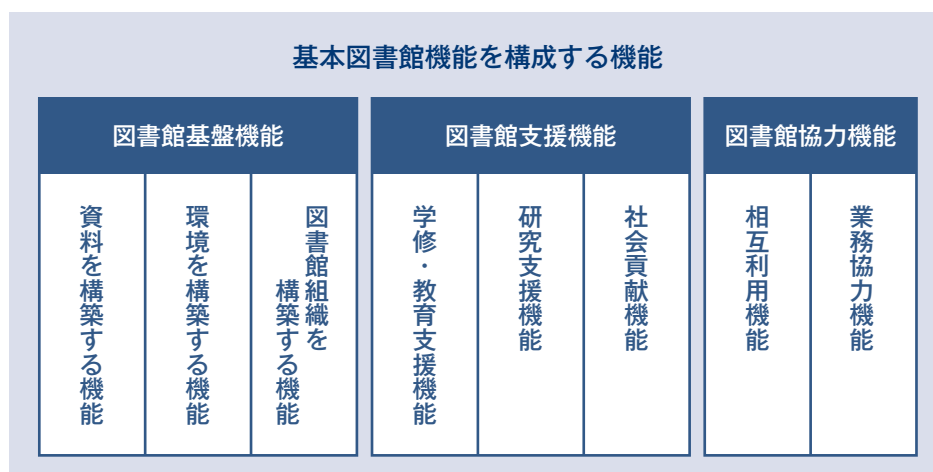 基本図書館機能を構成する機能
図書館基盤機能
資料を構築する機能
環境を構築する機能
図書館組織を
構築する機能
図書館支援機能
学修・教育支援機能
研究支援機能
社会貢献機能
図書館協力機能
相互利用機能
業務協力機能